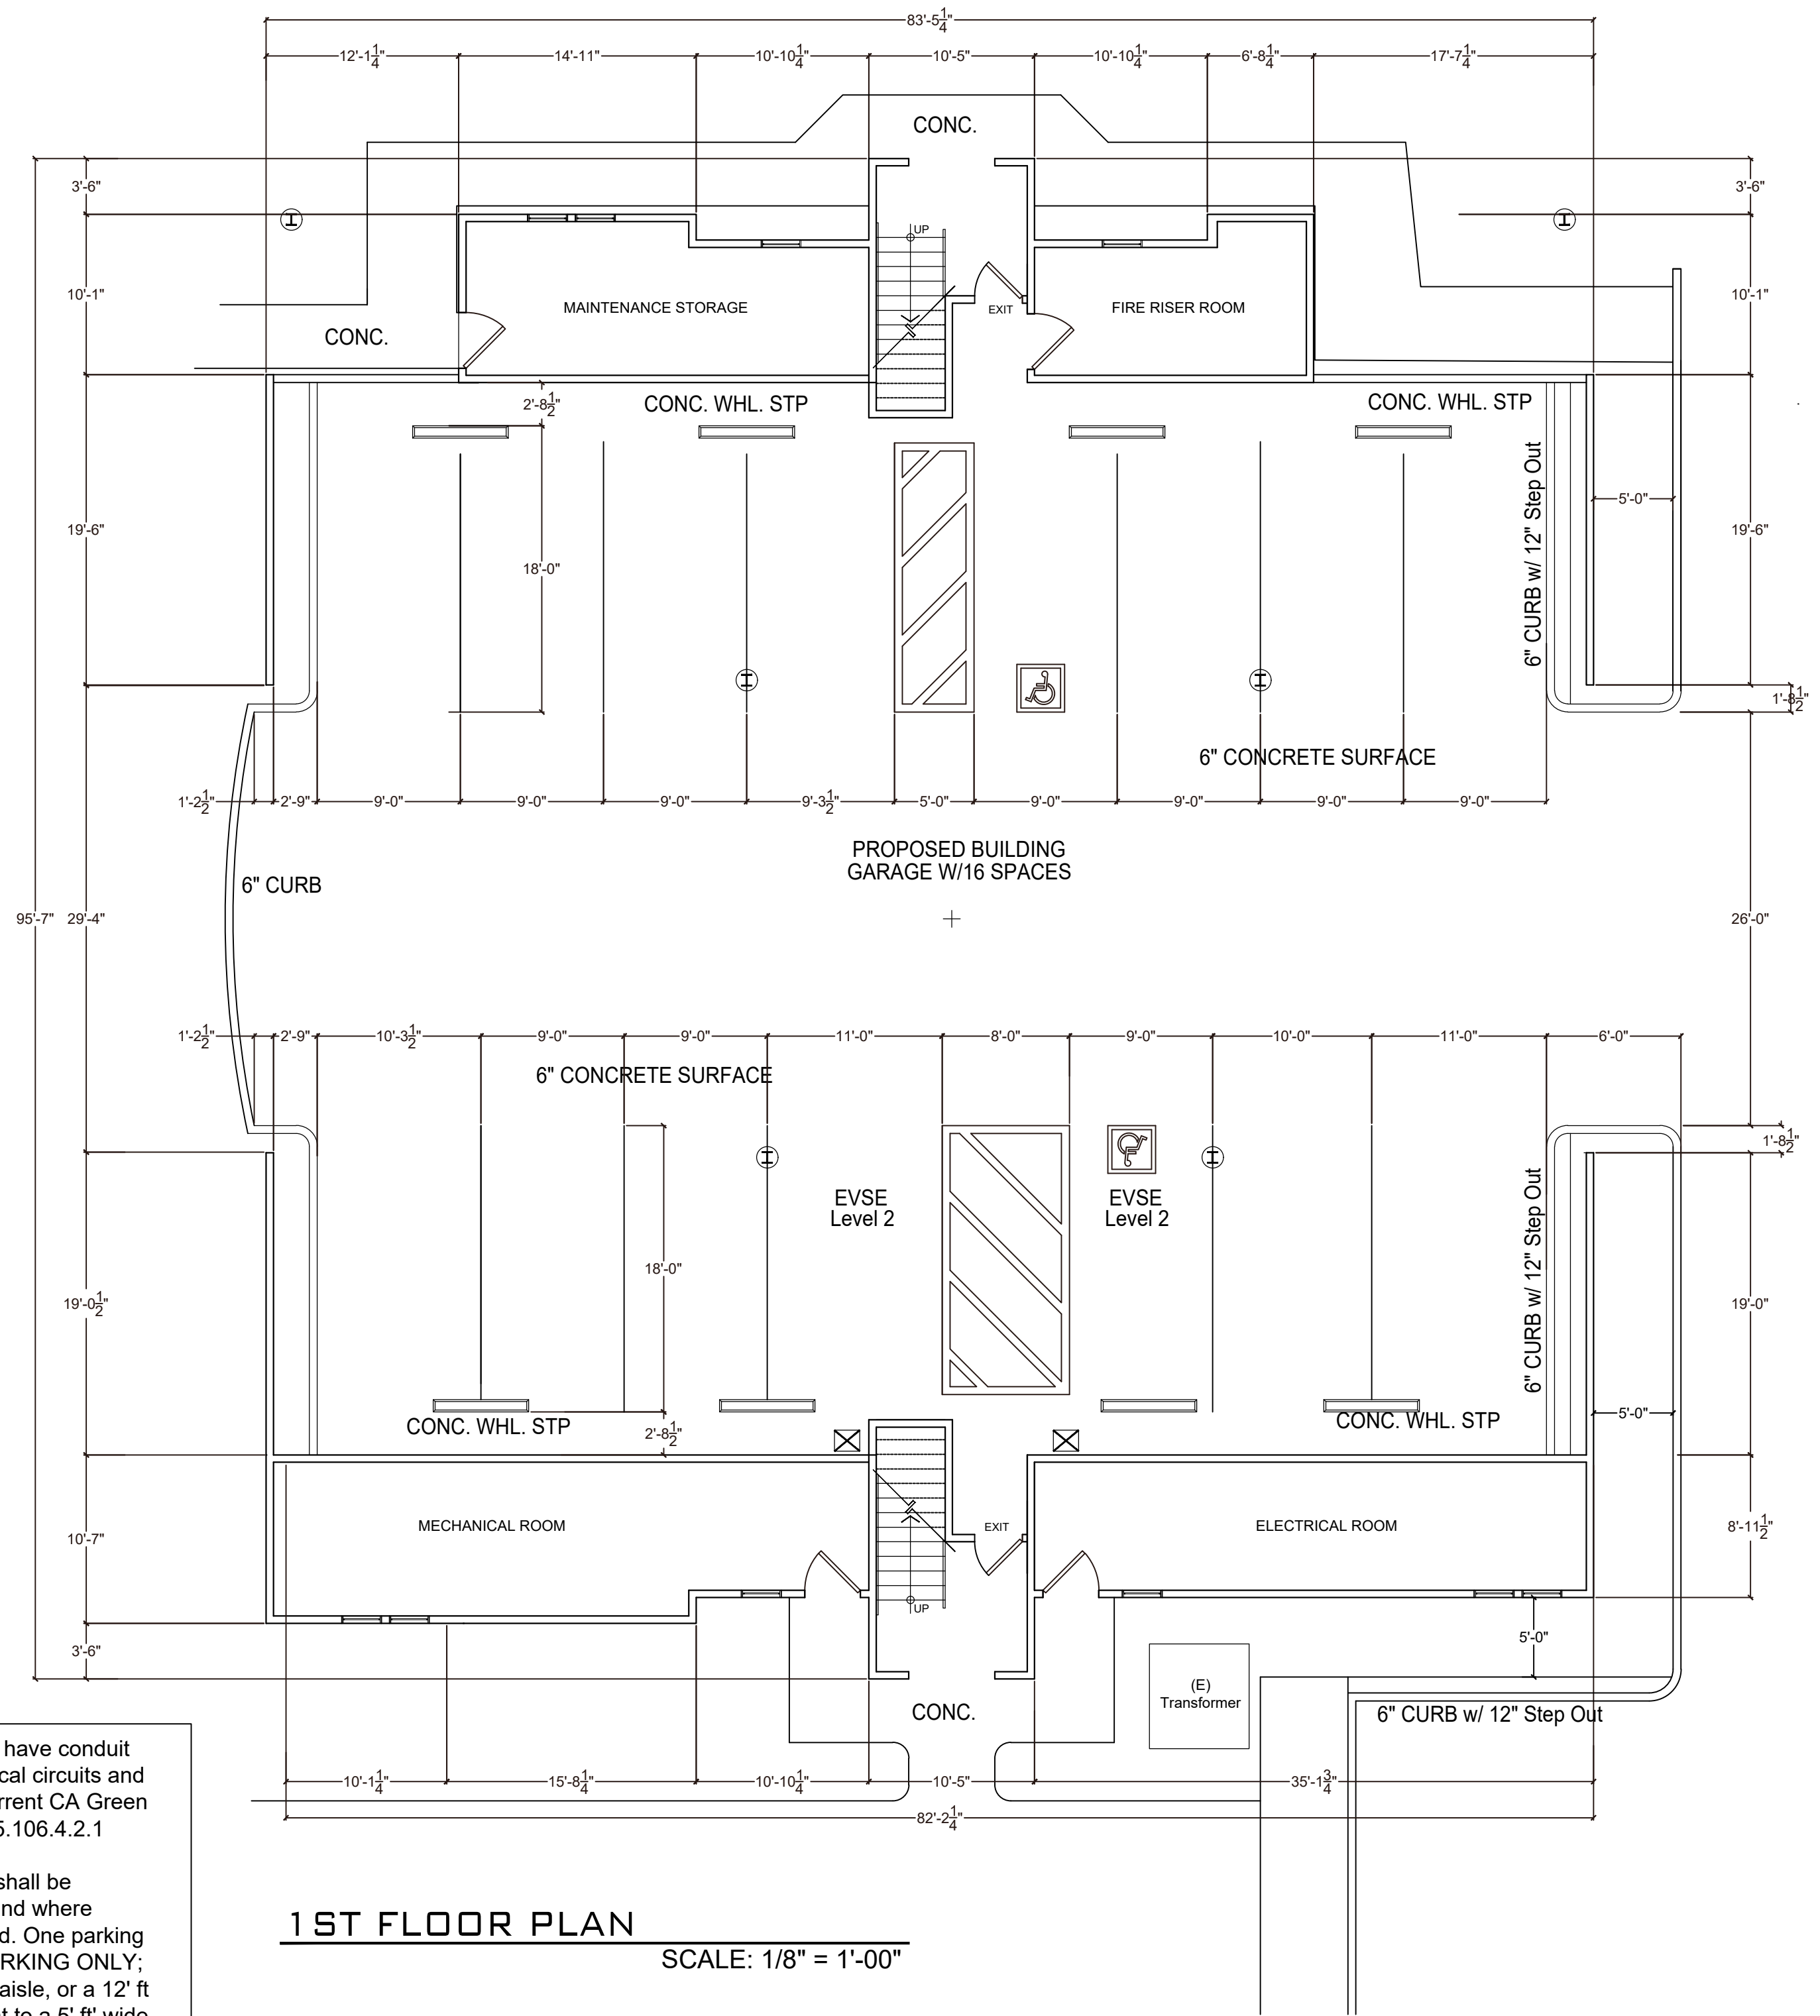 83'-5 1/4"
12'-1 1/4" 14'-11" 10'-10 1/4" 10'-5" 10'-10 1/4" 6'-8 1/4" 17'-7 1/4"
CONC.
3'-6" 3'-6"
UP
10'-1" MAINTENANCE STORAGE EXIT FIRE RISER ROOM 10'-1"
CONC.
2'-8 1/2" CONC. WHL. STP CONC. WHL. STP
6" CURB w/ 12" Step Out
5'-0"
19'-6" 19'-6"
18'-0"
1'-8 1/2"
6" CONCRETE SURFACE
1'-2 1/2" 2'-9" 9'-0" 9'-0" 9'-0" 9'-3 1/2" 5'-0" 9'-0" 9'-0" 9'-0" 9'-0"
PROPOSED BUILDING
GARAGE W/16 SPACES
6" CURB
95'-7" 29'-4" 26'-0"
1'-2 1/2" 2'-9" 10'-3 1/2" 9'-0" 9'-0" 11'-0" 8'-0" 9'-0" 10'-0" 11'-0" 6'-0"
6" CONCRETE SURFACE
1'-8 1/2"
EVSE EVSE
Level 2 Level 2
6" CURB w/ 12" Step Out
18'-0"
19'-0 1/2" 19'-0"
5'-0"
CONC. WHL. STP 2'-8 1/2" CONC. WHL. STP
10'-7" MECHANICAL ROOM EXIT ELECTRICAL ROOM 8'-11 1/2"
UP
3'-6" 5'-0"
(E)
Transformer
CONC. 6" CURB w/ 12" Step Out
10'-1 1/4" 15'-8 1/4" 10'-10 1/4" 10'-5" 35'-1 3/4"
82'-2 1/4"
have conduit
cal circuits and
rrent CA Green
5.106.4.2.1
shall be
nd where
d. One parking
ARKING ONLY;
aisle, or a 12' ft
t to a 5' ft' wide
1ST FLOOR PLAN
SCALE: 1/8" = 1'-00"